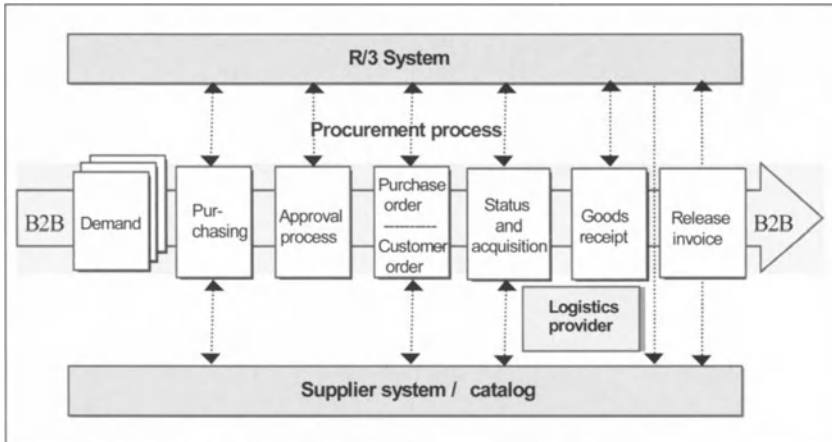 R/3 System
Procurement process
B2B
Demand
Pur-
chasing
Approval
process
Purchase
order
----------
Customer
order
Status
and
acquisition
Goods
receipt
Release
invoice
B2B
Logistics
provider
Supplier system / catalog